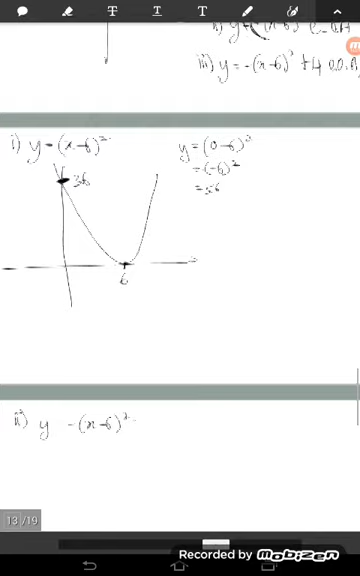 iii) y = -(x-6)² + 4
i) y = (x-6)²
y = (0-6)²
= (-6)²
= 36
36
6
ii) y -(x-6)²
13 /19
Recorded by mobizen